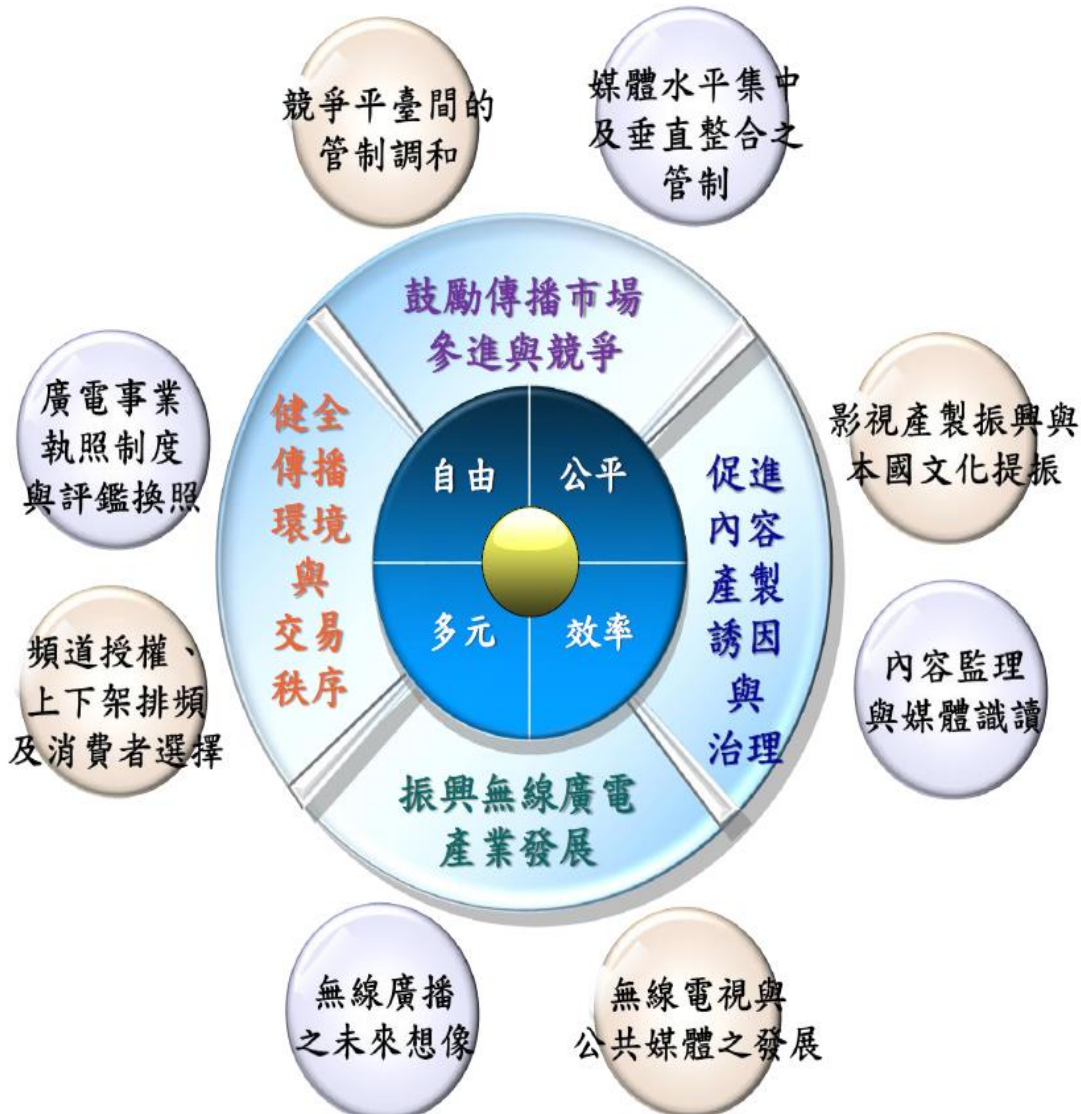 競爭平臺間的
管制調和
媒體水平集中
及垂直整合之
管制
鼓勵傳播市場
參進與競爭
廣電事業
執照制度
與評鑑換照
健全
傳播
環境
與
交易
秩序
自由
公平
多元
效率
促進
內容
產製
誘因
與
治理
影視產製振興與
本國文化提振
頻道授權、
上下架排頻
及消費者選擇
內容監理
與媒體識讀
振興無線廣電
產業發展
無線廣播
之未來想像
無線電視與
公共媒體之發展